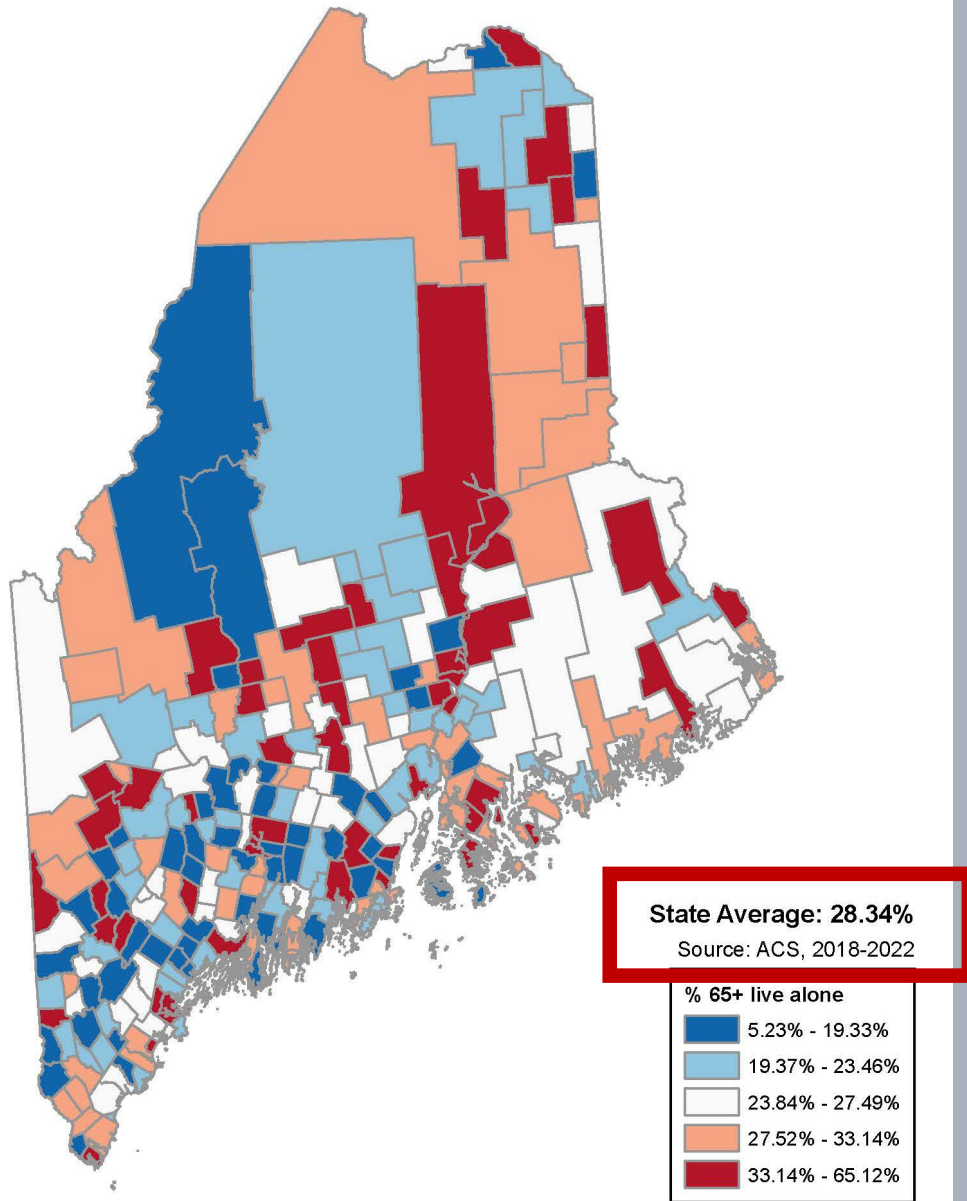 State Average: 28.34%
Source: ACS, 2018-2022
% 65+ live alone
5.23% - 19.33%
19.37% - 23.46%
23.84% - 27.49%
27.52% - 33.14%
33.14% - 65.12%